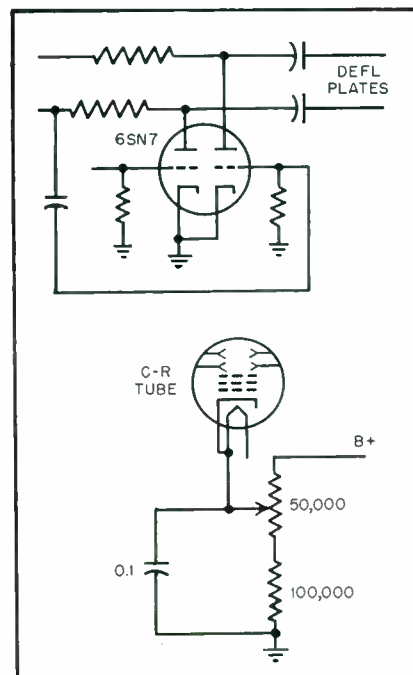 DEFL
PLATES
6SN7
C-R
TUBE
B+
50,000
0.1
100,000